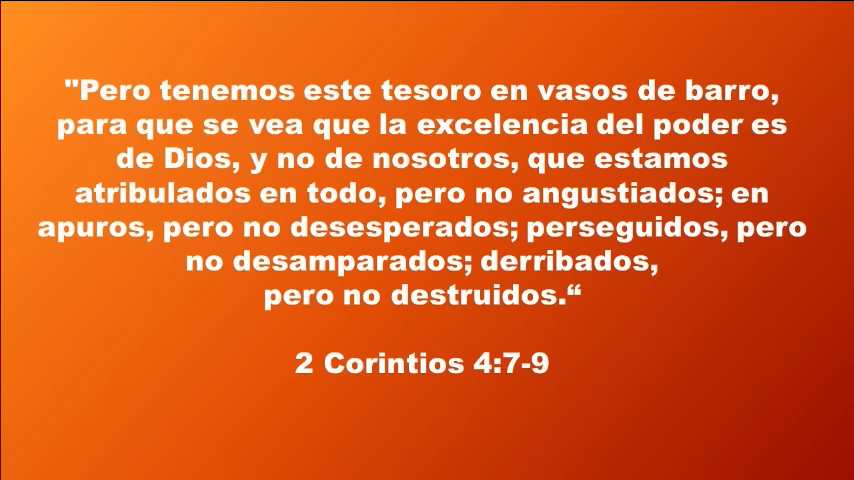 "Pero tenemos este tesoro en vasos de barro,
para que se vea que la excelencia del poder es
de Dios, y no de nosotros, que estamos
atribulados en todo, pero no angustiados; en
apuros, pero no desesperados; perseguidos, pero
no desamparados; derribados,
pero no destruidos.“
2 Corintios 4:7-9